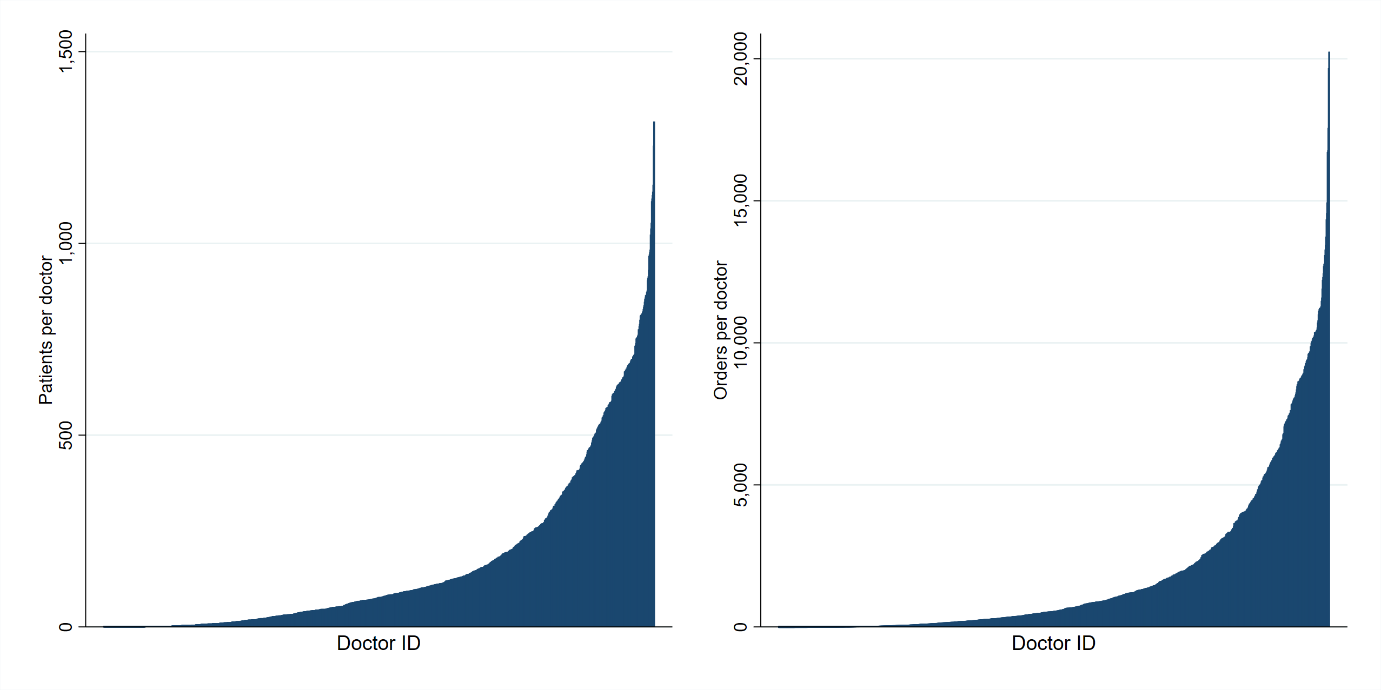 Patients per doctor
1,500
1,000
500
0
Doctor ID
Orders per doctor
20,000
15,000
10,000
5,000
0
Doctor ID